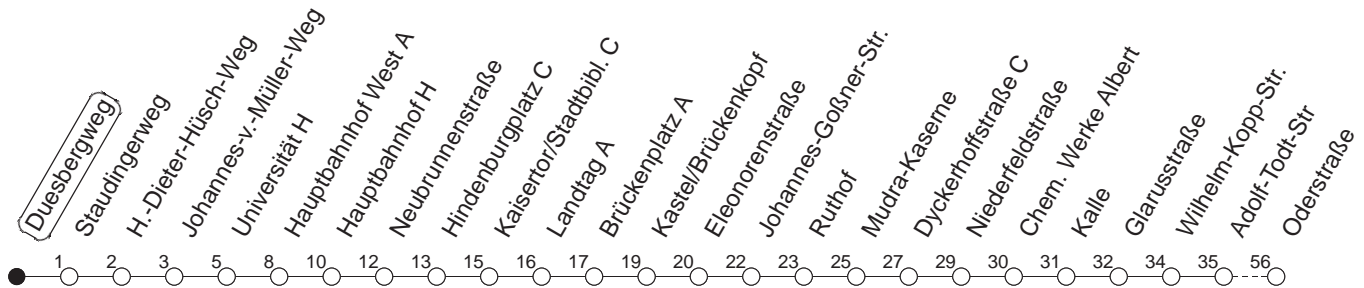 Duesbergweg
Staudingerweg
H.-Dieter-Hüsch-Weg
Johannes-v.-Müller-Weg
Universität H
Hauptbahnhof West A
Hauptbahnhof H
Neubrunnenstraße
Hindenburgplatz C
Kaisertor/Stadtbibl. C
Landtag A
Brückenplatz A
Kastel/Brückenkopf
Eleonorenstraße
Johannes-Goßner-Str.
Ruthof
Mudra-Kaserne
Dyckerhoffstraße C
Niederfeldstraße
Chem. Werke Albert
Kalle
Glarusstraße
Wilhelm-Kopp-Str.
Adolf-Todt-Str
Oderstraße
1 2 3 5 8 10 12 13 15 16 17 19 20 22 23 25 27 29 30 31 32 34 35 56